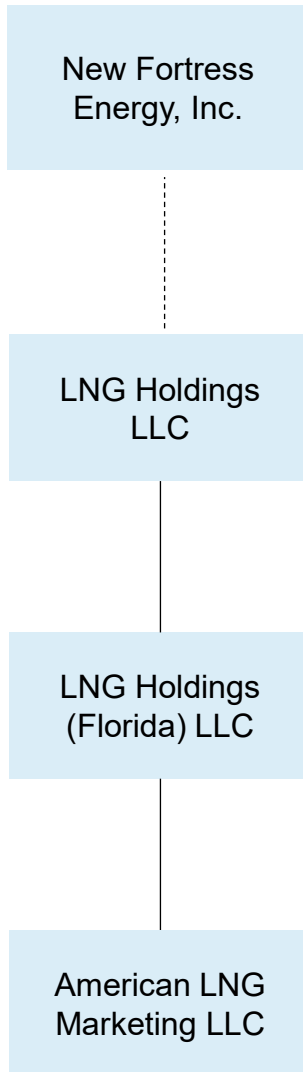 New Fortress
Energy, Inc.
LNG Holdings
LLC
LNG Holdings
(Florida) LLC
American LNG
Marketing LLC